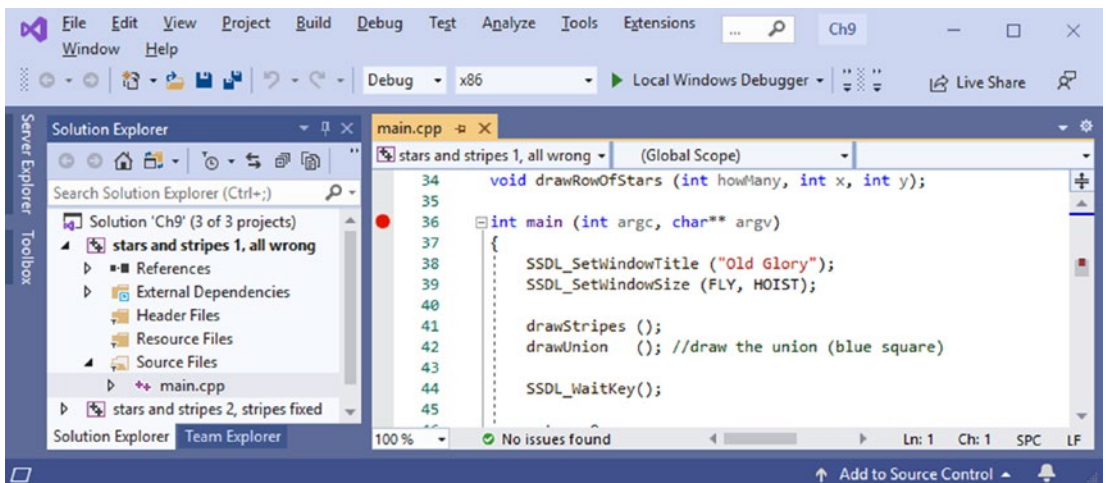 File Edit View Project Build Debug Test Analyze Tools Extensions ... Ch9
Window Help
Debug x86 Local Windows Debugger Live Share
Server Explorer
Toolbox
Solution Explorer
Search Solution Explorer (Ctrl+;)
Solution 'Ch9' (3 of 3 projects)
stars and stripes 1, all wrong
References
External Dependencies
Header Files
Resource Files
Source Files
main.cpp
stars and stripes 2, stripes fixed
Solution Explorer Team Explorer
main.cpp
stars and stripes 1, all wrong (Global Scope)
34 void drawRowOfStars (int howMany, int x, int y);
35
36 int main (int argc, char** argv)
37 {
38 SSDL_SetWindowTitle ("Old Glory");
39 SSDL_SetWindowSize (FLY, HOIST);
40
41 drawStripes ();
42 drawUnion (); //draw the union (blue square)
43
44 SSDL_WaitKey();
45
100 % No issues found Ln: 1 Ch: 1 SPC LF
Add to Source Control